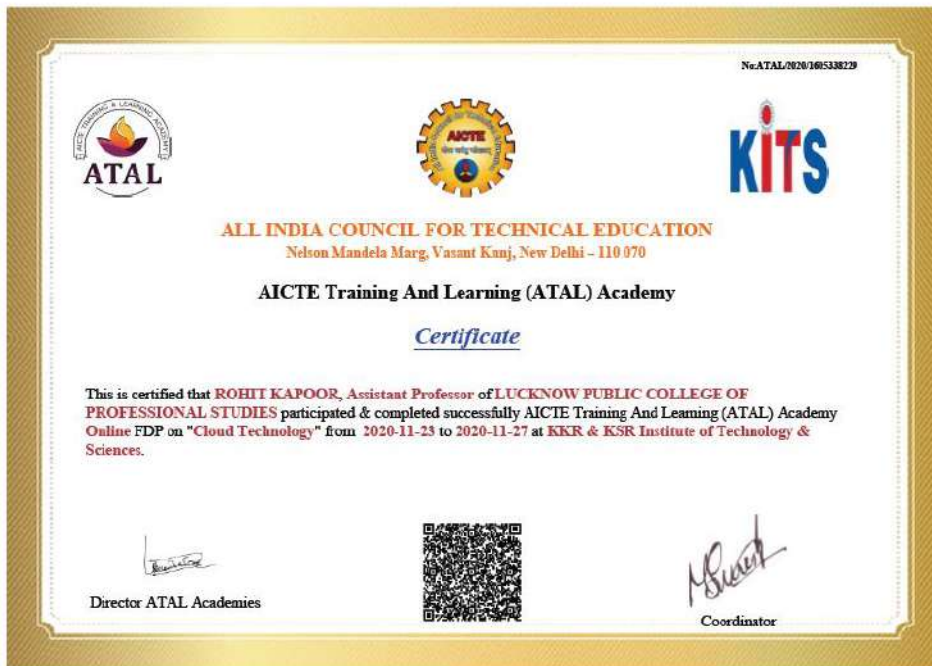 No:ATAL/2020/1605338229
AICTE TRAINING & LEARNING ACADEMY
ATAL
AICTE
KITS
ALL INDIA COUNCIL FOR TECHNICAL EDUCATION
Nelson Mandela Marg, Vasant Kunj, New Delhi – 110 070
AICTE Training And Learning (ATAL) Academy
Certificate
This is certified that ROHIT KAPOOR, Assistant Professor of LUCKNOW PUBLIC COLLEGE OF
PROFESSIONAL STUDIES participated & completed successfully AICTE Training And Learning (ATAL) Academy
Online FDP on "Cloud Technology" from 2020-11-23 to 2020-11-27 at KKR & KSR Institute of Technology &
Sciences.
Director ATAL Academies
Coordinator